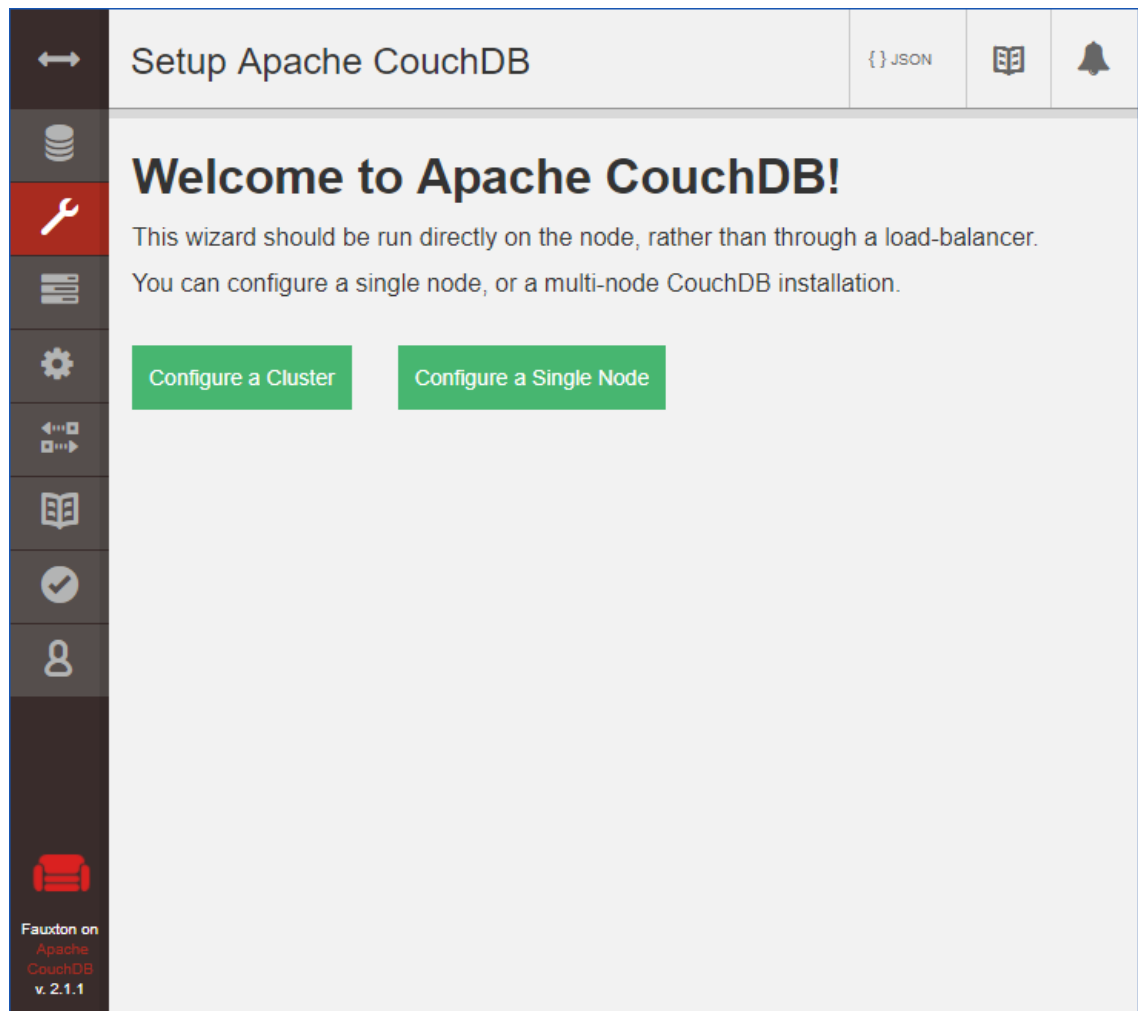 Setup Apache CouchDB
{ } JSON
Welcome to Apache CouchDB!
This wizard should be run directly on the node, rather than through a load-balancer.
You can configure a single node, or a multi-node CouchDB installation.
Configure a Cluster
Configure a Single Node
Fauxton on
Apache
CouchDB
v. 2.1.1